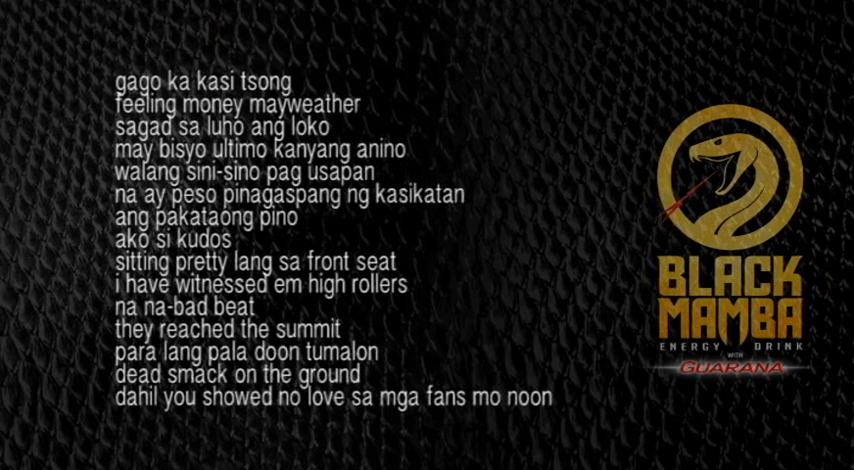 gago ka kasi tsong
feeling money mayweather
sagad sa luho ang loko
may bisyo ultimo kanyang anino
walang sini-sino pag usapan
na ay peso pinagaspang ng kasikatan
ang pakataong pino
ako si kudos
sitting pretty lang sa front seat
i have witnessed em high rollers
na na-bad beat
they reached the summit
para lang pala doon tumalon
dead smack on the ground
dahil you showed no love sa mga fans mo noon
BLACK
MAMBA
ENERGY DRINK
WITH
GUARANA